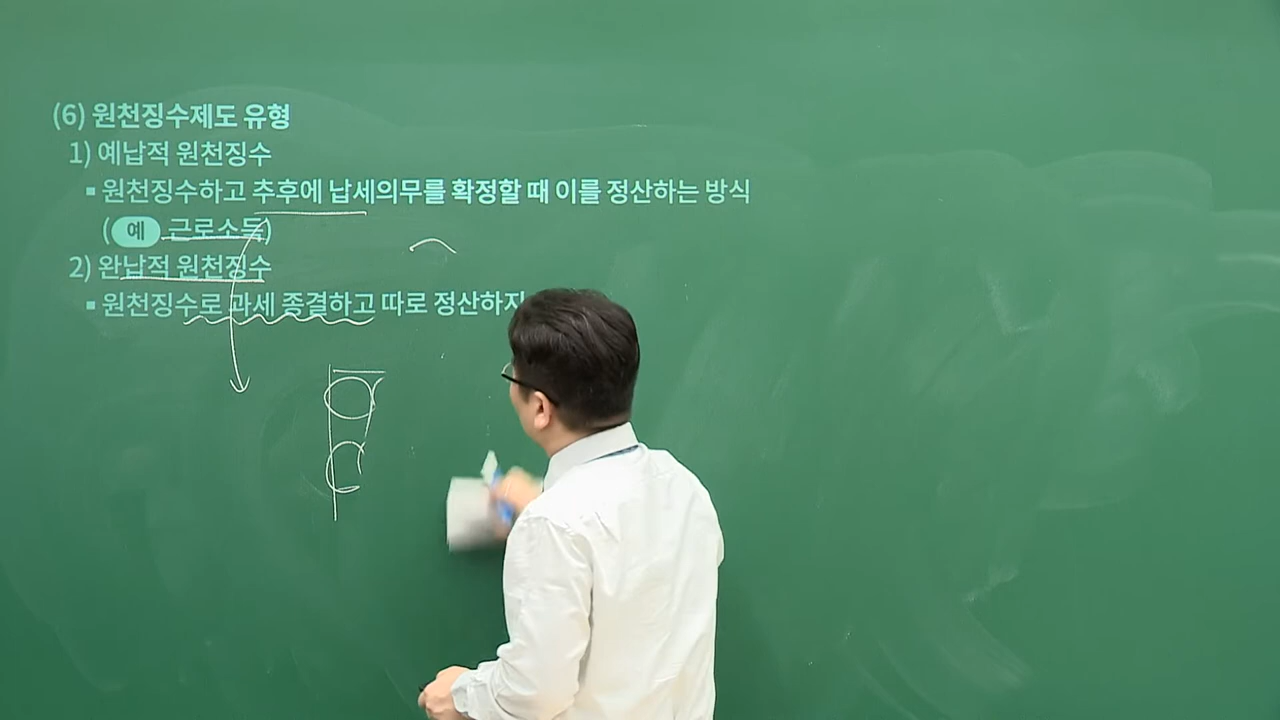 (6) 원천징수제도 유형
1) 예납적 원천징수
▪ 원천징수하고 추후에 납세의무를 확정할 때 이를 정산하는 방식
(예 근로소득)
2) 완납적 원천징수
▪ 원천징수로 과세 종결하고 따로 정산하지